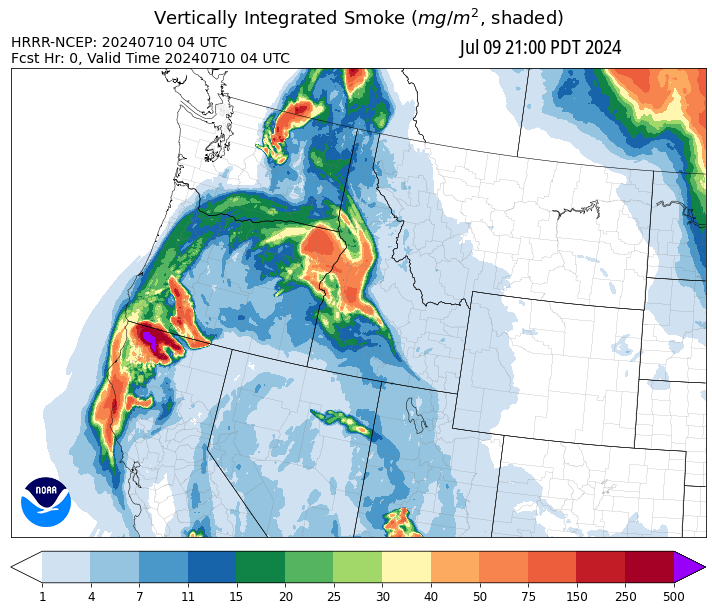 Vertically Integrated Smoke (mg/m², shaded)
HRRR-NCEP: 20240710 04 UTC
Jul 09 21:00 PDT 2024
Fcst Hr: 0, Valid Time 20240710 04 UTC
NOAA
1 4 7 11 15 20 25 30 40 50 75 150 250 500